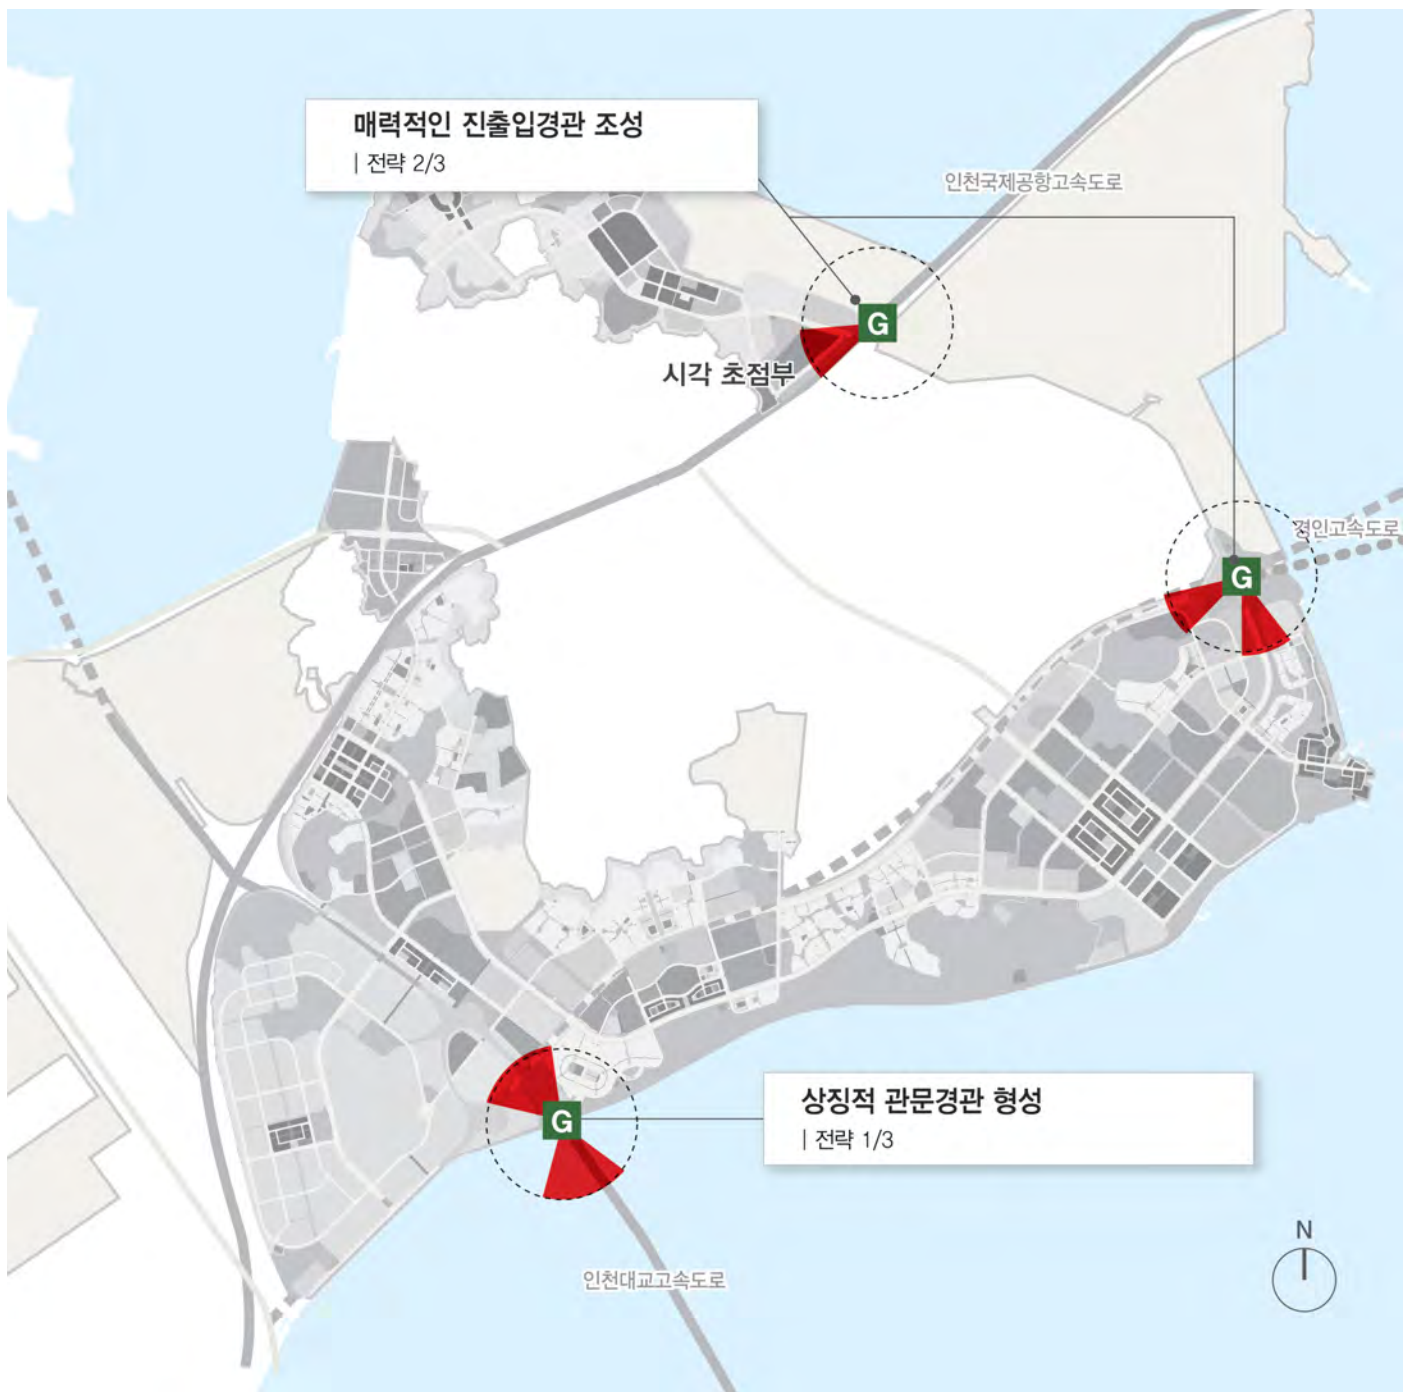 매력적인 진출입경관 조성
| 전략 2/3
인천국제공항고속도로
G
시각 초점부
경인고속도로
G
상징적 관문경관 형성
| 전략 1/3
G
N
인천대교고속도로